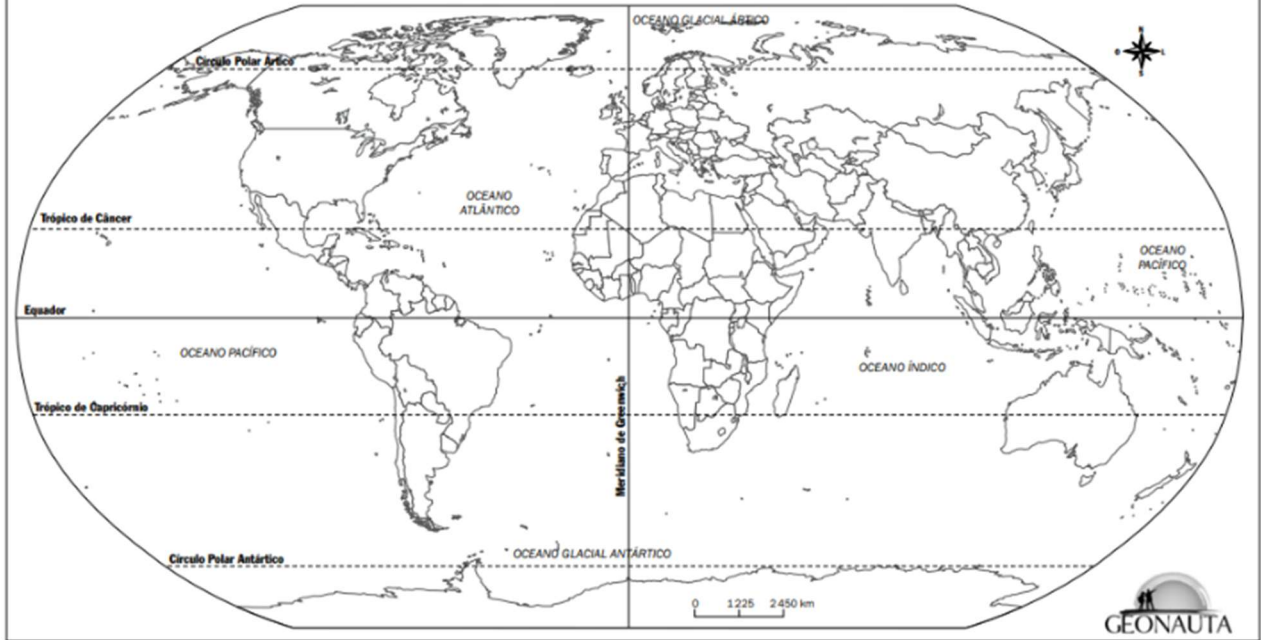 OCEANO GLACIAL ÁRTICO
N
O
L
S
Círculo Polar Ártico
OCEANO
ATLÂNTICO
Trópico de Câncer
OCEANO
PACÍFICO
Equador
OCEANO PACÍFICO
OCEANO ÍNDICO
Trópico de Capricórnio
Meridiano de Greenwich
OCEANO GLACIAL ANTÁRTICO
Círculo Polar Antártico
0 1225 2450 km
GEONAUTA